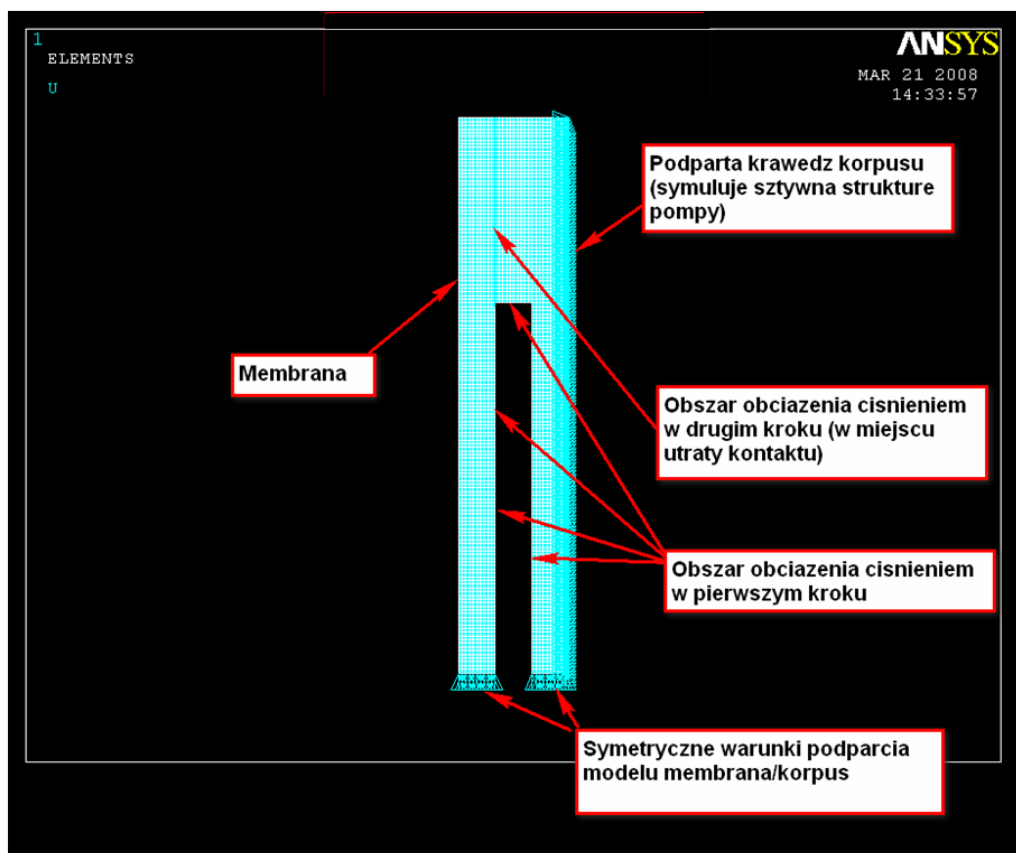 1
ELEMENTS
U
ANSYS
MAR 21 2008
14:33:57
Podparta krawedz korpusu
(symuluje sztywna strukture
pompy)
Membrana
Obszar obciazenia cisnieniem
w drugim kroku (w miejscu
utraty kontaktu)
Obszar obciazenia cisnieniem
w pierwszym kroku
Symetryczne warunki podparcia
modelu membrana/korpus